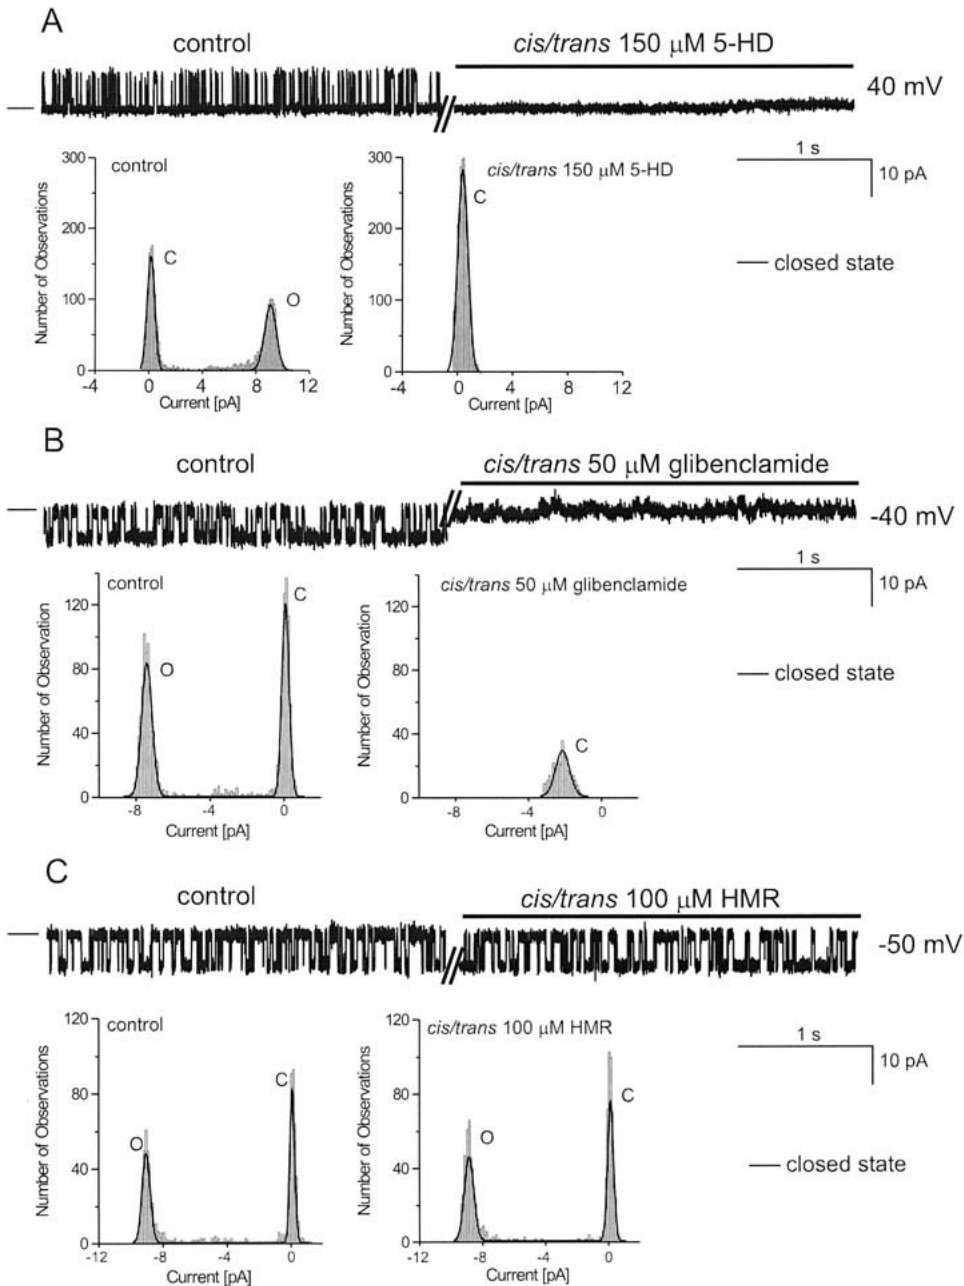 A
control
cis/trans 150 μM 5-HD
40 mV
1 s
10 pA
closed state
control
300
200
100
0
Number of Observations
C
O
-4 0 4 8 12
Current [pA]
cis/trans 150 μM 5-HD
300
200
100
0
Number of Observations
C
-4 0 4 8 12
Current [pA]
B
control
cis/trans 50 μM glibenclamide
-40 mV
1 s
10 pA
closed state
control
120
80
40
0
Number of Observation
O
C
-8 -4 0
Current [pA]
cis/trans 50 μM glibenclamide
120
80
40
0
Number of Observation
C
-8 -4 0
Current [pA]
C
control
cis/trans 100 μM HMR
-50 mV
1 s
10 pA
closed state
control
120
80
40
0
Number of Observations
O
C
-12 -8 -4 0
Current [pA]
cis/trans 100 μM HMR
120
80
40
0
Number of Observations
O
C
-12 -8 -4 0
Current [pA]